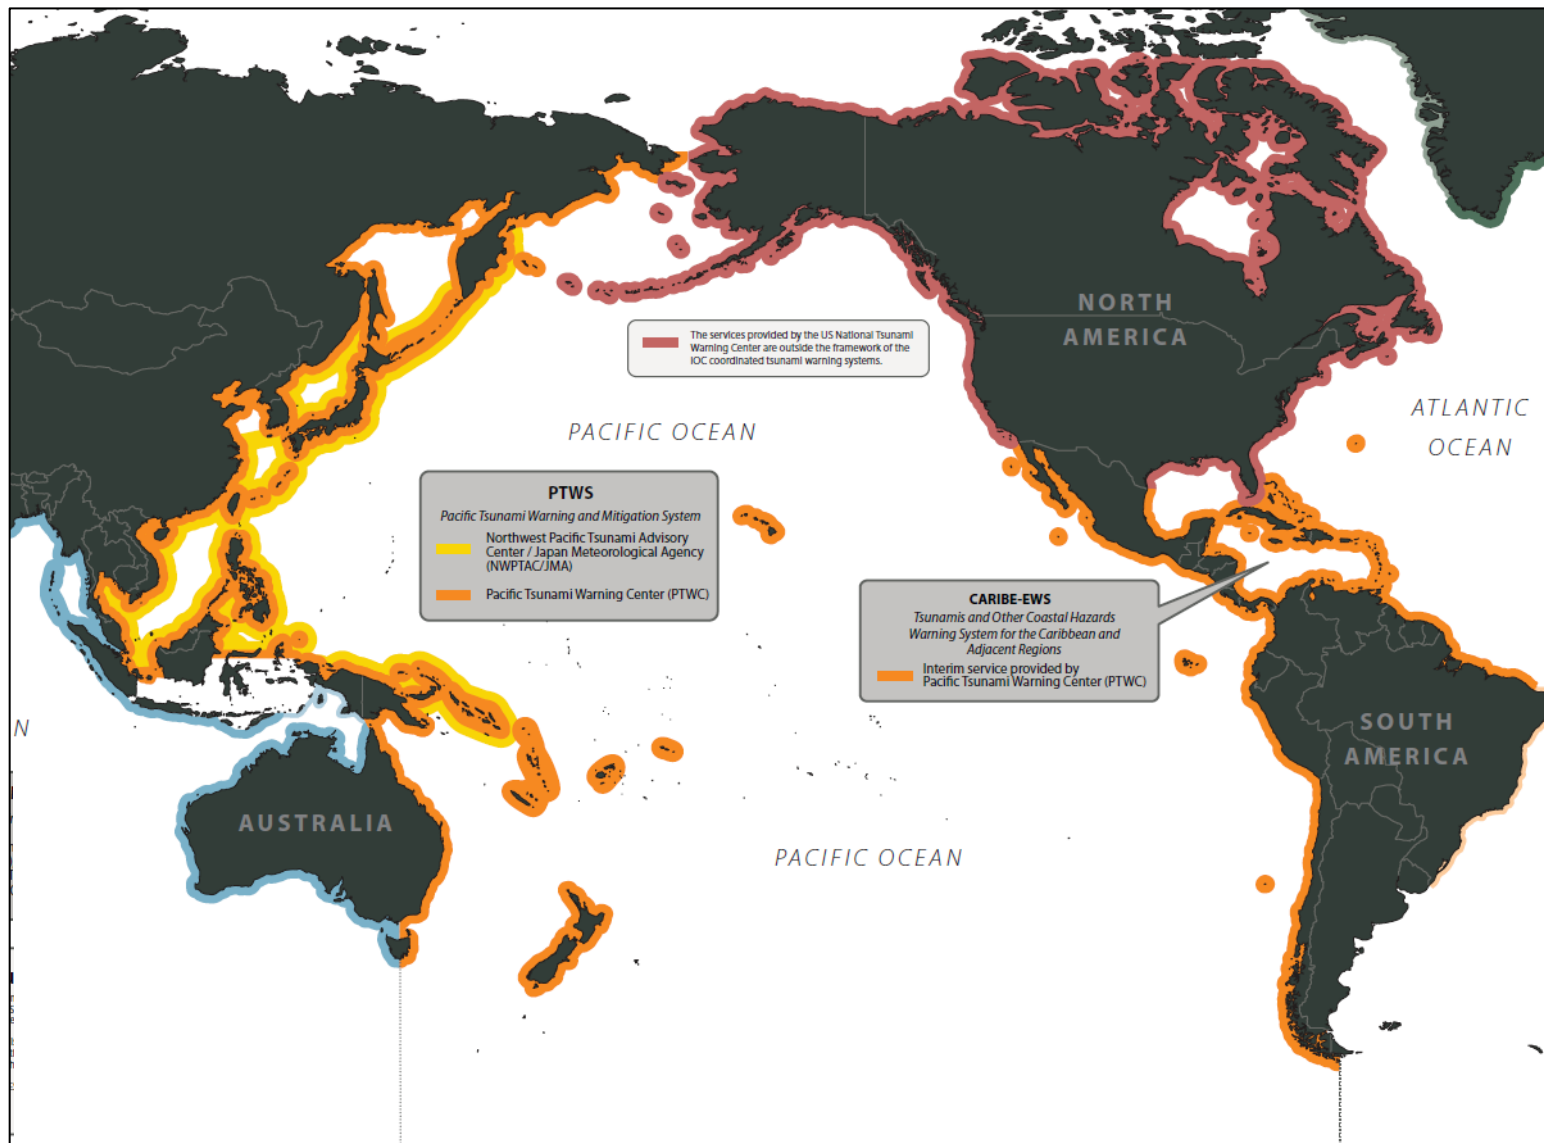 NORTH
AMERICA
The services provided by the US National Tsunami
Warning Center are outside the framework of the
IOC coordinated tsunami warning systems.
ATLANTIC
OCEAN
PACIFIC OCEAN
PTWS
Pacific Tsunami Warning and Mitigation System
Northwest Pacific Tsunami Advisory
Center / Japan Meteorological Agency
(NWPTAC/JMA)
Pacific Tsunami Warning Center (PTWC)
CARIBE-EWS
Tsunamis and Other Coastal Hazards
Warning System for the Caribbean and
Adjacent Regions
Interim service provided by
Pacific Tsunami Warning Center (PTWC)
N
SOUTH
AMERICA
AUSTRALIA
PACIFIC OCEAN